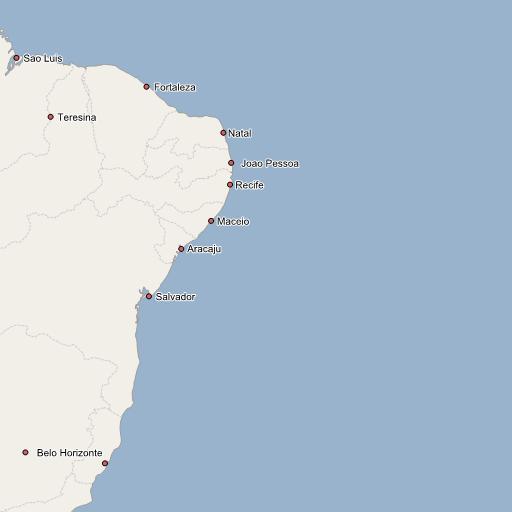 Sao Luis
Fortaleza
Teresina
Natal
Joao Pessoa
Recife
Maceio
Aracaju
Salvador
Belo Horizonte